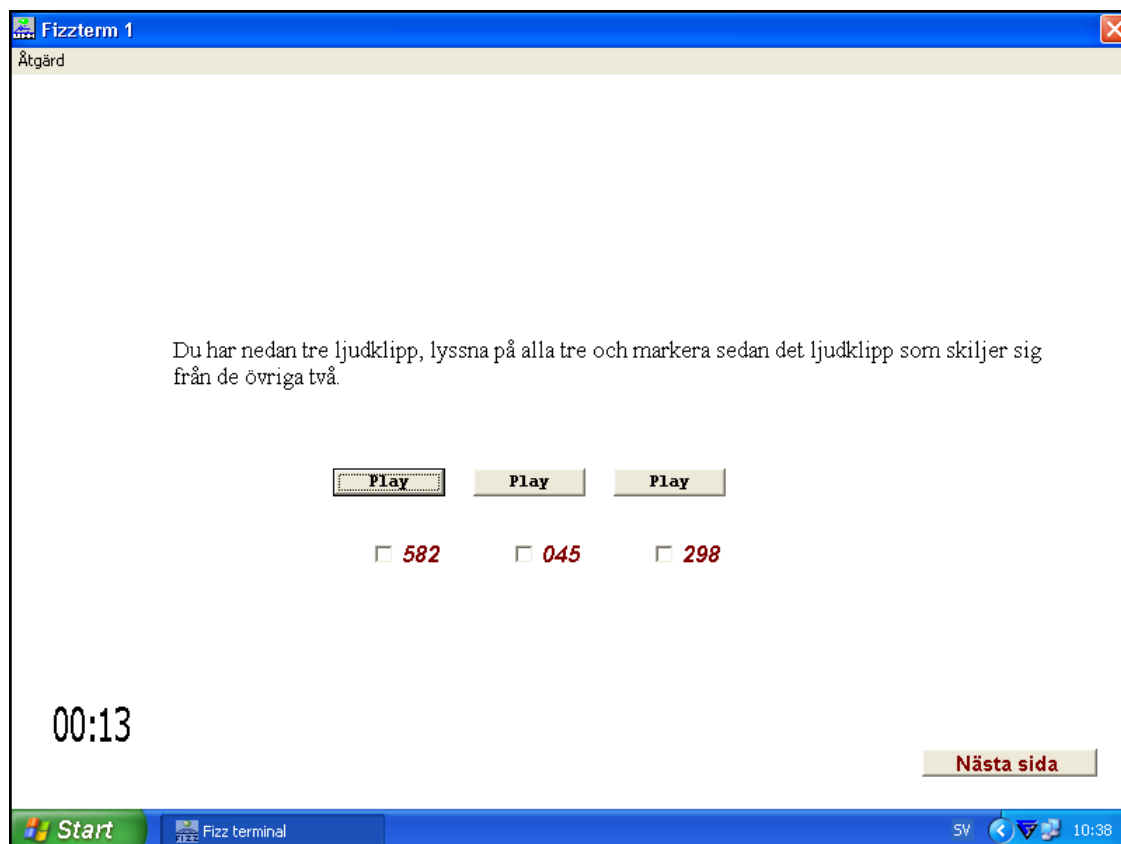 Fizzterm 1
Åtgärd
Du har nedan tre ljudklipp, lyssna på alla tre och markera sedan det ljudklipp som skiljer sig
från de övriga två.
Play Play Play
582 045 298
00:13
Nästa sida
Start Fizz terminal SV 10:38